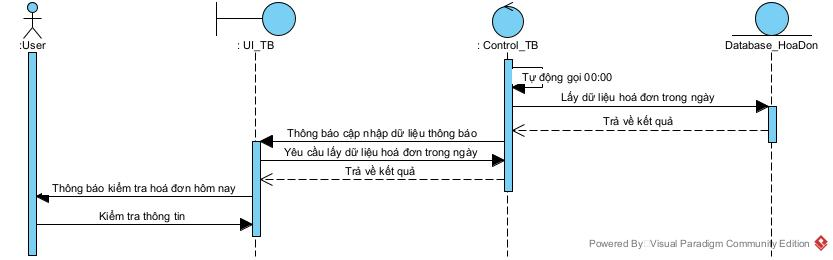 :User
: UI_TB
: Control_TB
Database_HoaDon
Tự động gọi 00:00
Lấy dữ liệu hoá đơn trong ngày
Trả về kết quả
Thông báo cập nhập dữ liệu thông báo
Yêu cầu lấy dữ liệu hoá đơn trong ngày
Trả về kết quả
Thông báo kiểm tra hoá đơn hôm nay
Kiểm tra thông tin
Powered By Visual Paradigm Community Edition